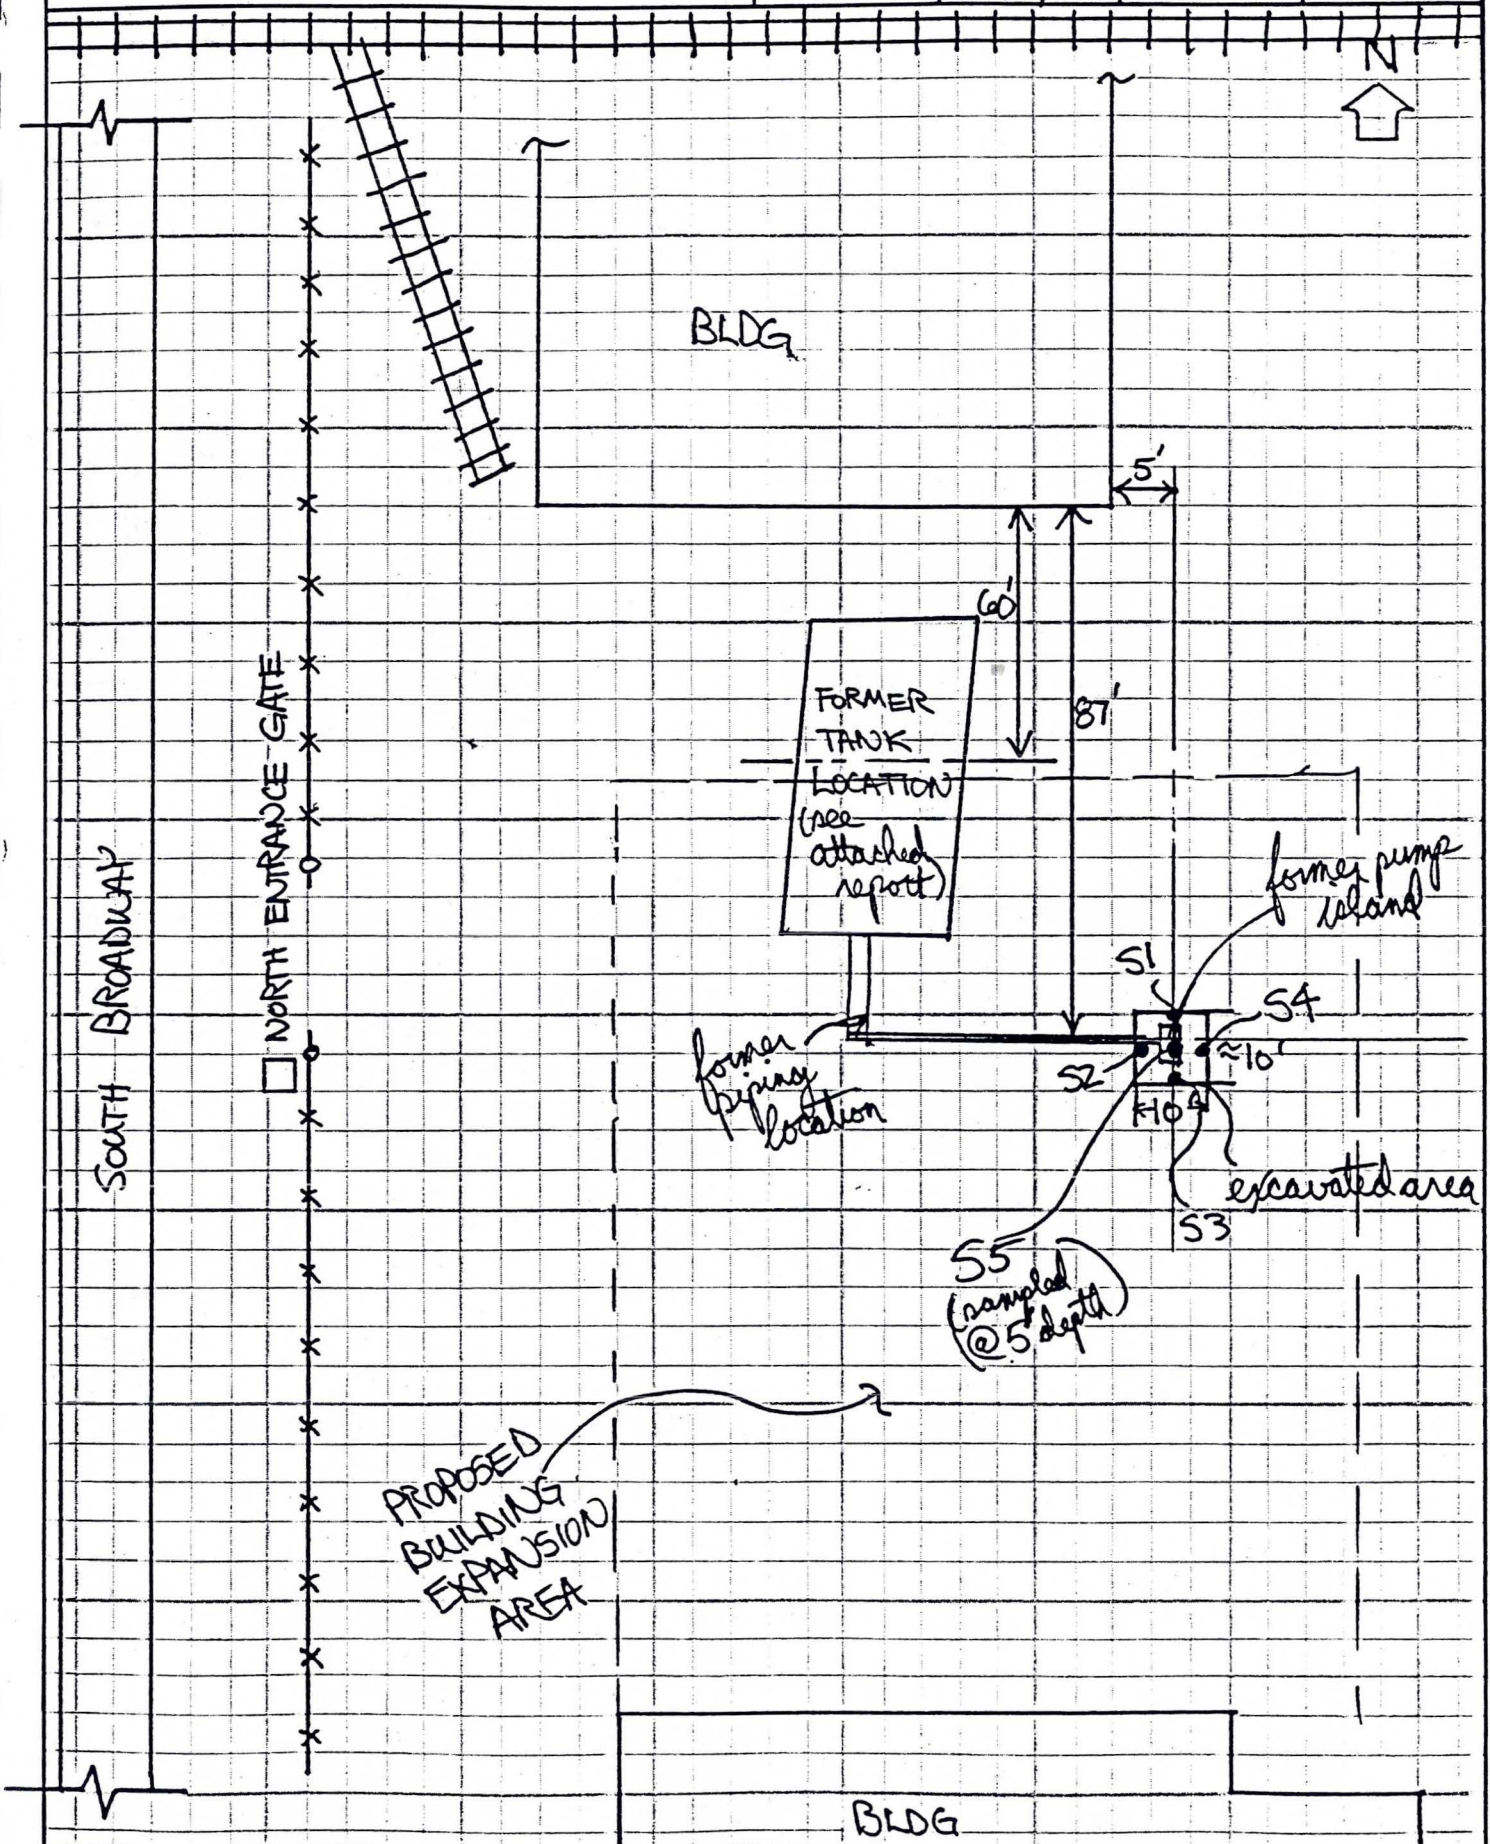 N
BLDG
5'
60'
87'
FORMER
TANK
LOCATION
(see
attached
report)
NORTH ENTRANCE GATE
SOUTH BROADWAY
former pump
island
S1
S4
S2
≈10'
10'
former
piping
location
excavated area
S3
S5
(sampled
@ 5' depth)
PROPOSED
BUILDING
EXPANSION
AREA
BLDG